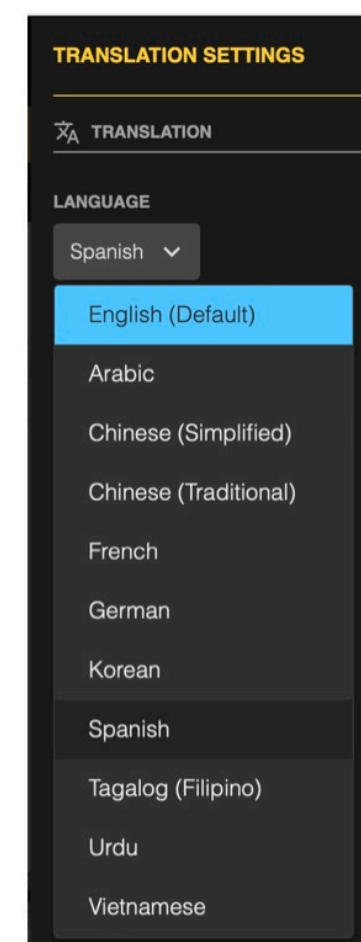 TRANSLATION SETTINGS
TRANSLATION
LANGUAGE
Spanish
English (Default)
Arabic
Chinese (Simplified)
Chinese (Traditional)
French
German
Korean
Spanish
Tagalog (Filipino)
Urdu
Vietnamese